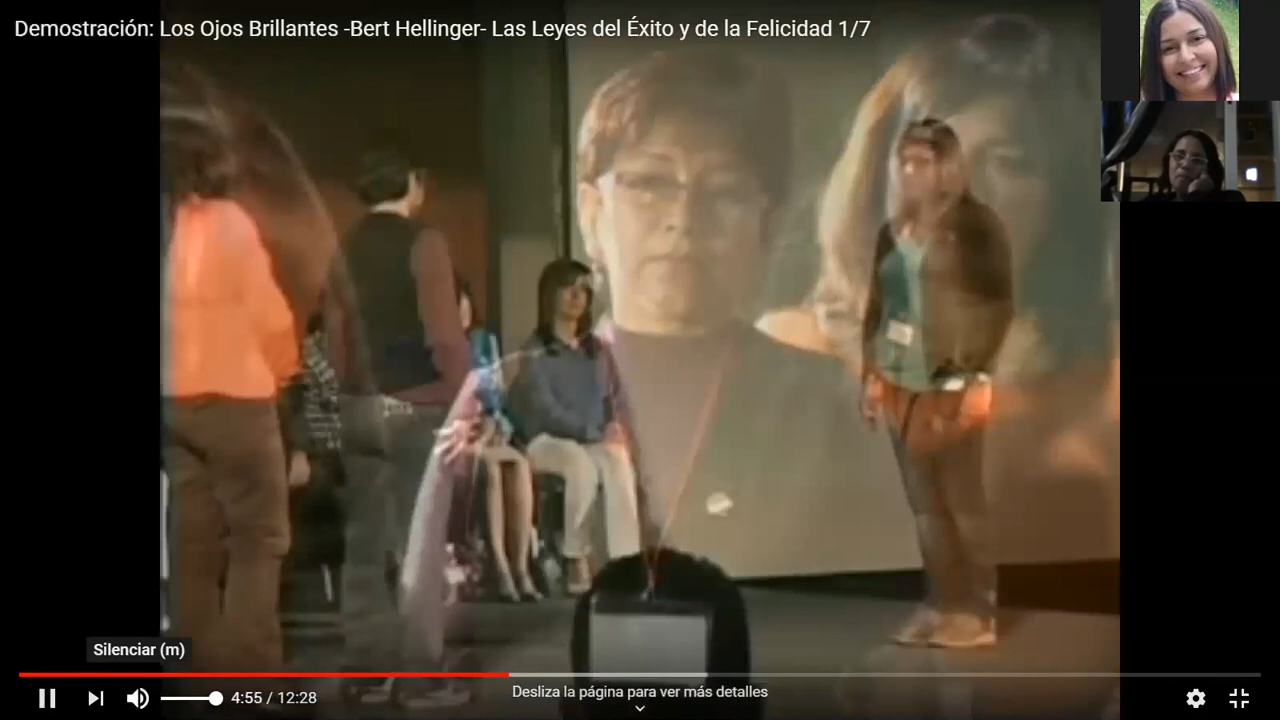 Demostración: Los Ojos Brillantes -Bert Hellinger- Las Leyes del Éxito y de la Felicidad 1/7
Silenciar (m)
4:55 / 12:28
Desliza la página para ver más detalles